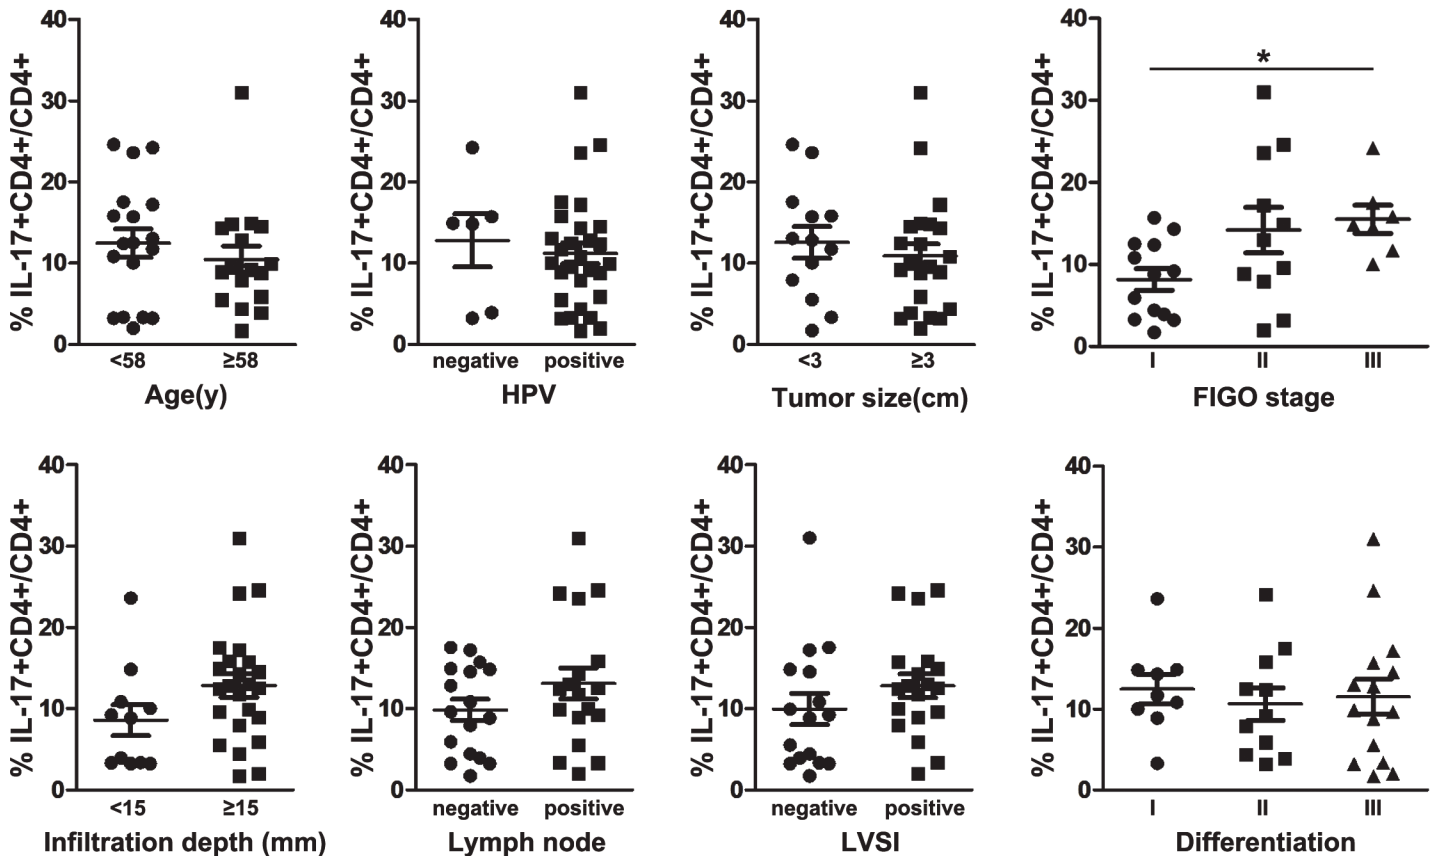 % IL-17+CD4+/CD4+
40
30
20
10
0
<58 ≥58
Age(y)
% IL-17+CD4+/CD4+
40
30
20
10
0
negative positive
HPV
% IL-17+CD4+/CD4+
40
30
20
10
0
<3 ≥3
Tumor size(cm)
% IL-17+CD4+/CD4+
40
30
20
10
0
*
I II III
FIGO stage
% IL-17+CD4+/CD4+
40
30
20
10
0
<15 ≥15
Infiltration depth (mm)
% IL-17+CD4+/CD4+
40
30
20
10
0
negative positive
Lymph node
% IL-17+CD4+/CD4+
40
30
20
10
0
negative positive
LVSI
% IL-17+CD4+/CD4+
40
30
20
10
0
I II III
Differentiation